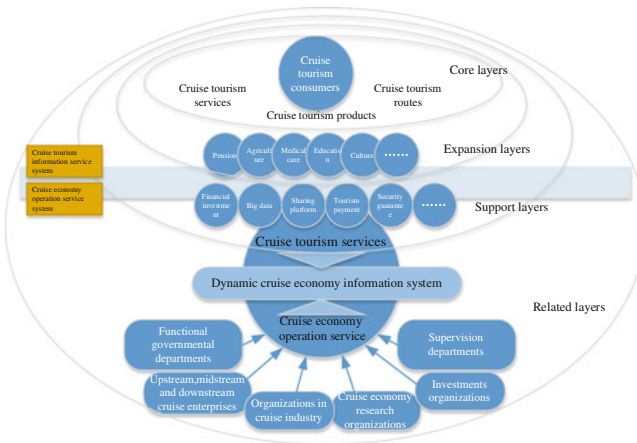 Cruise
tourism
consumers
Core layers
Cruise tourism
services
Cruise tourism
routes
Cruise tourism products
Cruise tourism
information service
system
Pension
Agricult
ure
Medical
care
Educatio
n
Culture
......
Expansion layers
Cruise economy
operation service
system
Financial
investme
nt
Big data
Sharing
platform
Tourism
payment
Security
guarante
e
......
Support layers
Cruise tourism services
Dynamic cruise economy information system
Related layers
Cruise economy
operation service
Functional
governmental
departments
Supervision
departments
Upstream,midstream
and downstream
cruise enterprises
Organizations in
cruise industry
Cruise economy
research
organizations
Investments
organizations